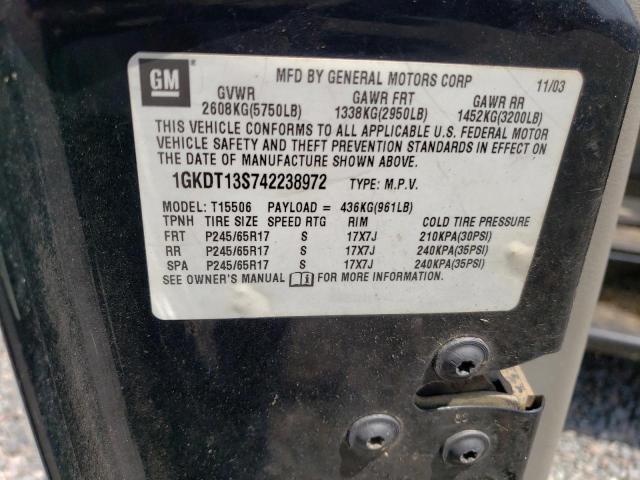 GM
MFD BY GENERAL MOTORS CORP 11/03
GVWR GAWR FRT GAWR RR
2608KG(5750LB) 1338KG(2950LB) 1452KG(3200LB)
THIS VEHICLE CONFORMS TO ALL APPLICABLE U.S. FEDERAL MOTOR
VEHICLE SAFETY AND THEFT PREVENTION STANDARDS IN EFFECT ON
THE DATE OF MANUFACTURE SHOWN ABOVE.
1GKDT13S742238972 TYPE: M.P.V.
MODEL: T15506 PAYLOAD = 436KG(961LB)
TPNH TIRE SIZE SPEED RTG RIM COLD TIRE PRESSURE
FRT P245/65R17 S 17X7J 210KPA(30PSI)
RR P245/65R17 S 17X7J 240KPA(35PSI)
SPA P245/65R17 S 17X7J 240KPA(35PSI)
SEE OWNER'S MANUAL FOR MORE INFORMATION.